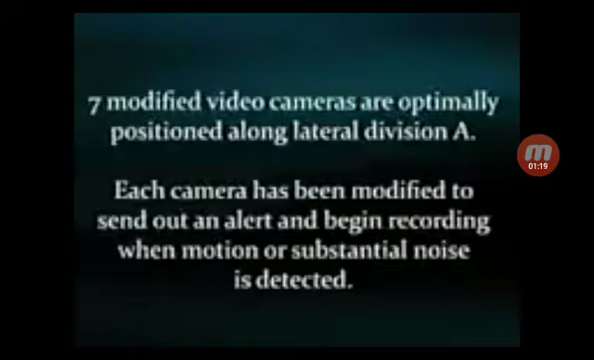 7 modified video cameras are optimally
positioned along lateral division A.
Each camera has been modified to
send out an alert and begin recording
when motion or substantial noise
is detected.
01:19